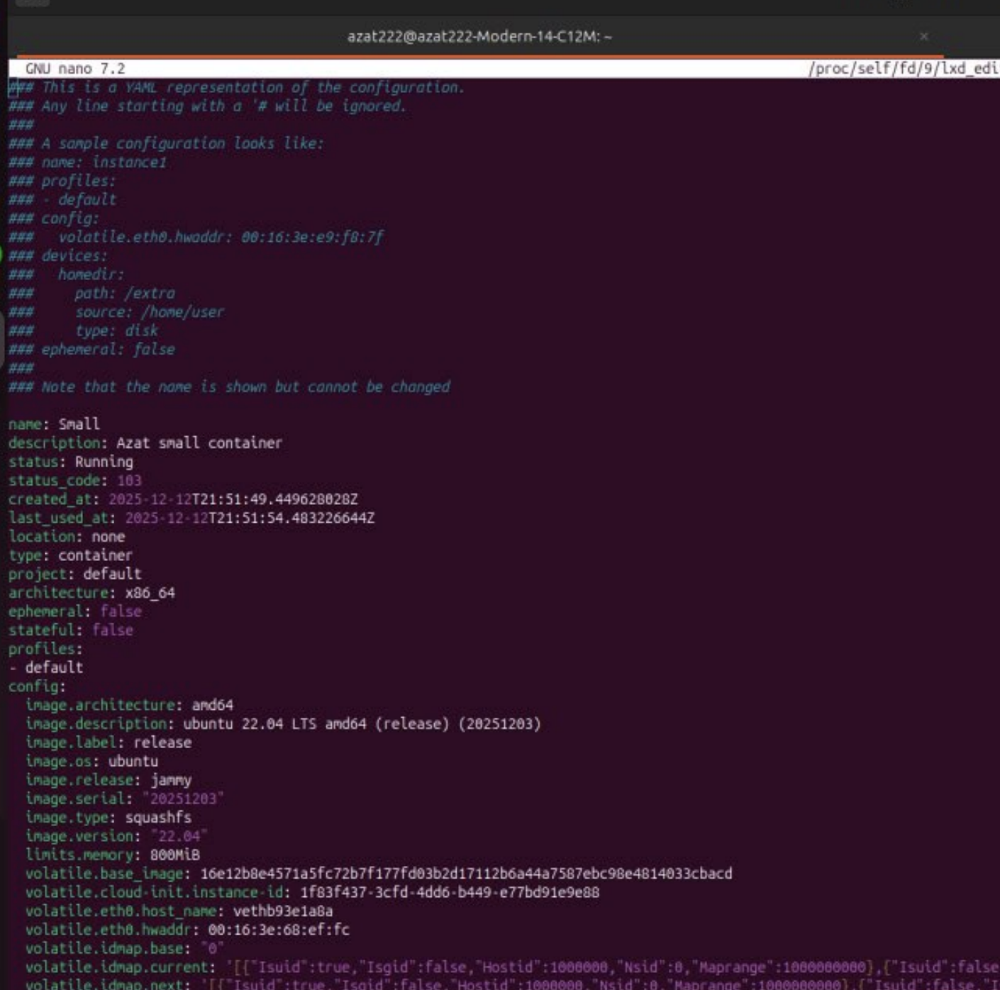 azat222@azat222-Modern-14-C12M: ~
×
GNU nano 7.2 /proc/self/fd/9/lxd_edi
### This is a YAML representation of the configuration.
### Any line starting with a '# will be ignored.
###
### A sample configuration looks like:
### name: instance1
### profiles:
### - default
### config:
###   volatile.eth0.hwaddr: 00:16:3e:e9:f8:7f
### devices:
###   homedir:
###     path: /extra
###     source: /home/user
###     type: disk
### ephemeral: false
###
### Note that the name is shown but cannot be changed
name: Small
description: Azat small container
status: Running
status_code: 103
created_at: 2025-12-12T21:51:49.449628028Z
last_used_at: 2025-12-12T21:51:54.483226644Z
location: none
type: container
project: default
architecture: x86_64
ephemeral: false
stateful: false
profiles:
- default
config:
  image.architecture: amd64
  image.description: ubuntu 22.04 LTS amd64 (release) (20251203)
  image.label: release
  image.os: ubuntu
  image.release: jammy
  image.serial: "20251203"
  image.type: squashfs
  image.version: "22.04"
  limits.memory: 800MiB
  volatile.base_image: 16e12b8e4571a5fc72b7f177fd03b2d17112b6a44a7587ebc98e4814033cbacd
  volatile.cloud-init.instance-id: 1f83f437-3cfd-4dd6-b449-e77bd91e9e88
  volatile.eth0.host_name: vethb93e1a8a
  volatile.eth0.hwaddr: 00:16:3e:68:ef:fc
  volatile.idmap.base: "0"
  volatile.idmap.current: '[{"Isuid":true,"Isgid":false,"Hostid":1000000,"Nsid":0,"Maprange":1000000000},{"Isuid":false
  volatile.idmap.next: '[{"Isuid":true,"Isgid":false,"Hostid":1000000,"Nsid":0,"Maprange":1000000000},{"Isuid":false,"I